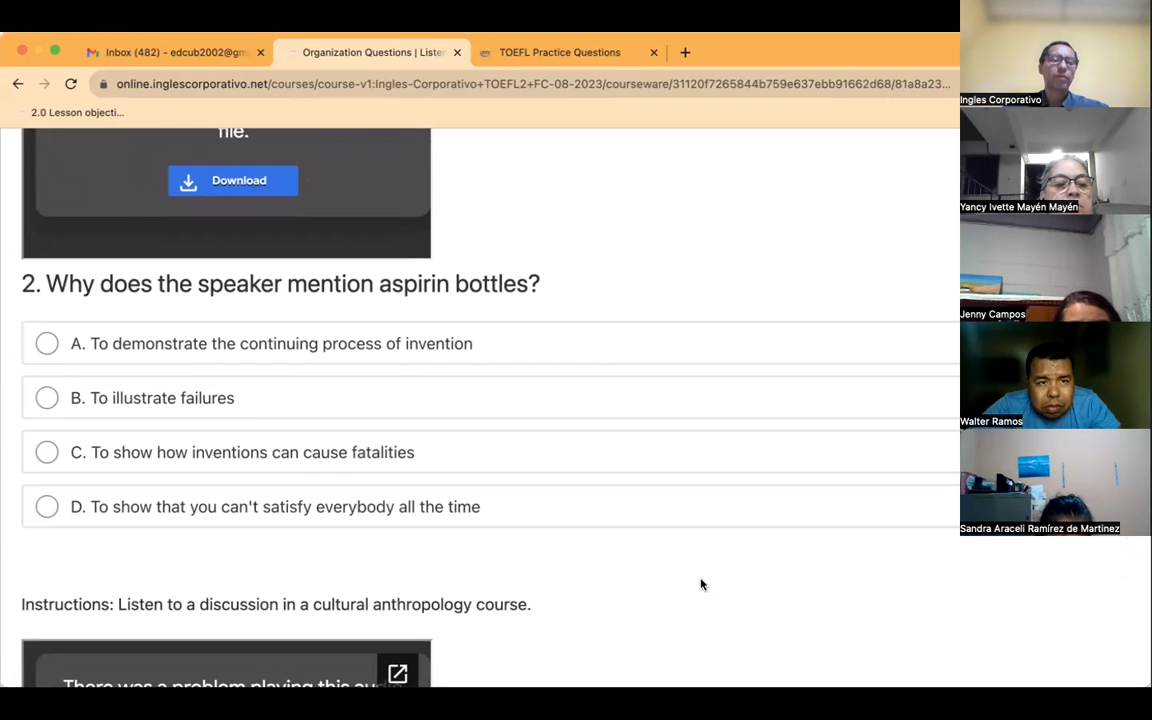 Inbox (482) - edcub2002@gm
Organization Questions | Liste
TOEFL Practice Questions
online.inglescorporativo.net/courses/course-v1:Ingles-Corporativo+TOEFL2+FC-08-2023/courseware/31120f7265844b759e637ebb91662d68/81a8a23...
2.0 Lesson objecti...
file.
Download
2. Why does the speaker mention aspirin bottles?
A. To demonstrate the continuing process of invention
B. To illustrate failures
C. To show how inventions can cause fatalities
D. To show that you can't satisfy everybody all the time
Instructions: Listen to a discussion in a cultural anthropology course.
There was a problem playing this
Ingles Corporativo
Yancy Ivette Mayén Mayén
Jenny Campos
Walter Ramos
Sandra Araceli Ramírez de Martinez